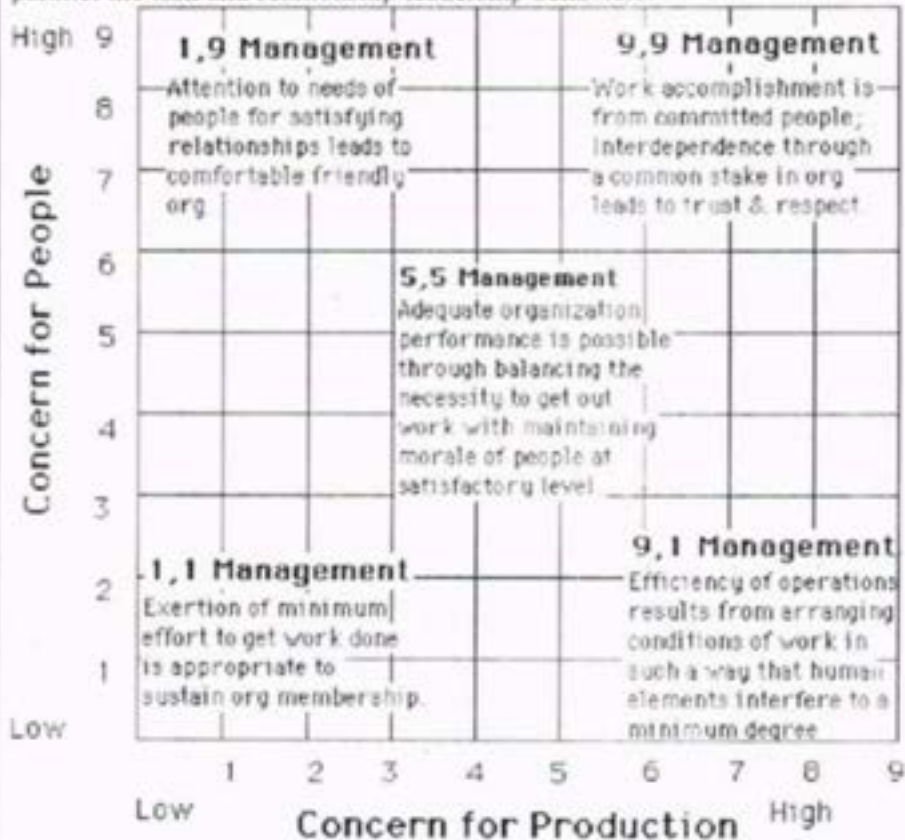 High 9
1,9 Management
Attention to needs of
people for satisfying
relationships leads to
comfortable friendly
org
9,9 Management
Work accomplishment is
from committed people;
Interdependence through
a common stake in org
leads to trust & respect
8
7
6
5,5 Management
Adequate organization
performance is possible
through balancing the
necessity to get out
work with maintaining
morale of people at
satisfactory level
5
4
3
Concern for People
1,1 Management
Exertion of minimum
effort to get work done
is appropriate to
sustain org membership.
9,1 Management
Efficiency of operations
results from arranging
conditions of work in
such a way that human
elements interfere to a
minimum degree
2
1
Low
1 2 3 4 5 6 7 8 9
Low Concern for Production High